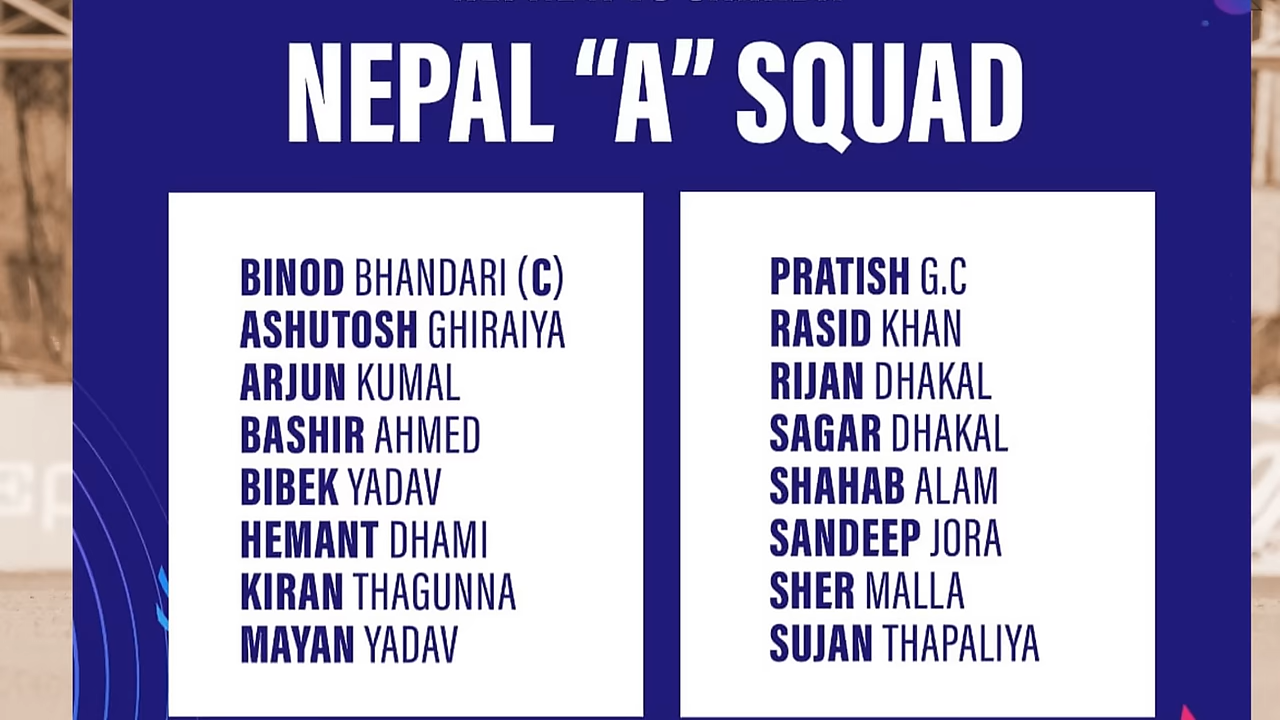 NEPAL “A” SQUAD
BINOD BHANDARI (C)
ASHUTOSH GHIRAIYA
ARJUN KUMAL
BASHIR AHMED
BIBEK YADAV
HEMANT DHAMI
KIRAN THAGUNNA
MAYAN YADAV
PRATISH G.C
RASID KHAN
RIJAN DHAKAL
SAGAR DHAKAL
SHAHAB ALAM
SANDEEP JORA
SHER MALLA
SUJAN THAPALIYA